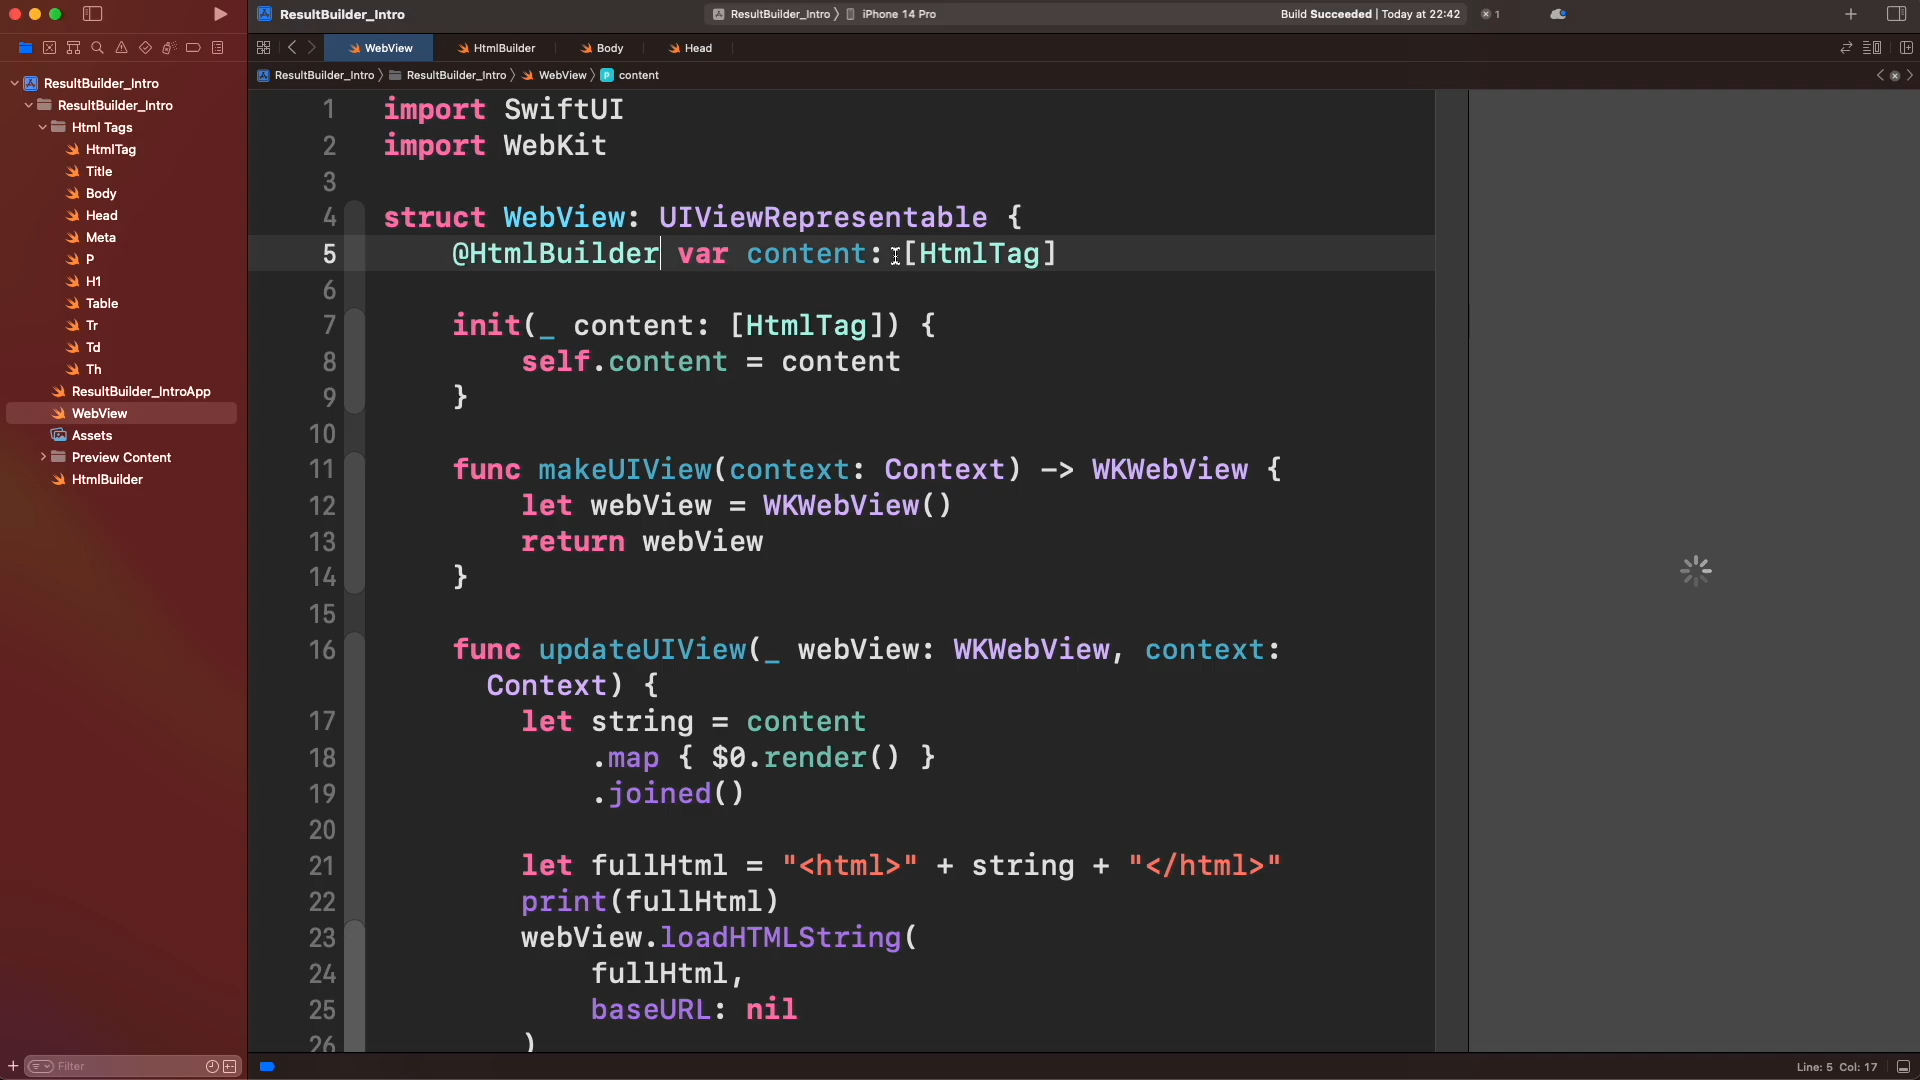 ResultBuilder_Intro
ResultBuilder_Intro
iPhone 14 Pro
Build Succeeded | Today at 22:42
1
WebView
HtmlBuilder
Body
Head
ResultBuilder_Intro
ResultBuilder_Intro
WebView
content
ResultBuilder_Intro
ResultBuilder_Intro
Html Tags
HtmlTag
Title
Body
Head
Meta
P
H1
Table
Tr
Td
Th
ResultBuilder_IntroApp
WebView
Assets
Preview Content
HtmlBuilder
Filter
1 import SwiftUI
2 import WebKit
3
4 struct WebView: UIViewRepresentable {
5 @HtmlBuilder var content: [HtmlTag]
6
7 init(_ content: [HtmlTag]) {
8 self.content = content
9 }
10
11 func makeUIView(context: Context) -> WKWebView {
12 let webView = WKWebView()
13 return webView
14 }
15
16 func updateUIView(_ webView: WKWebView, context:
Context) {
17 let string = content
18 .map { $0.render() }
19 .joined()
20
21 let fullHtml = "<html>" + string + "</html>"
22 print(fullHtml)
23 webView.loadHTMLString(
24 fullHtml,
25 baseURL: nil
26 )
Line: 5 Col: 17